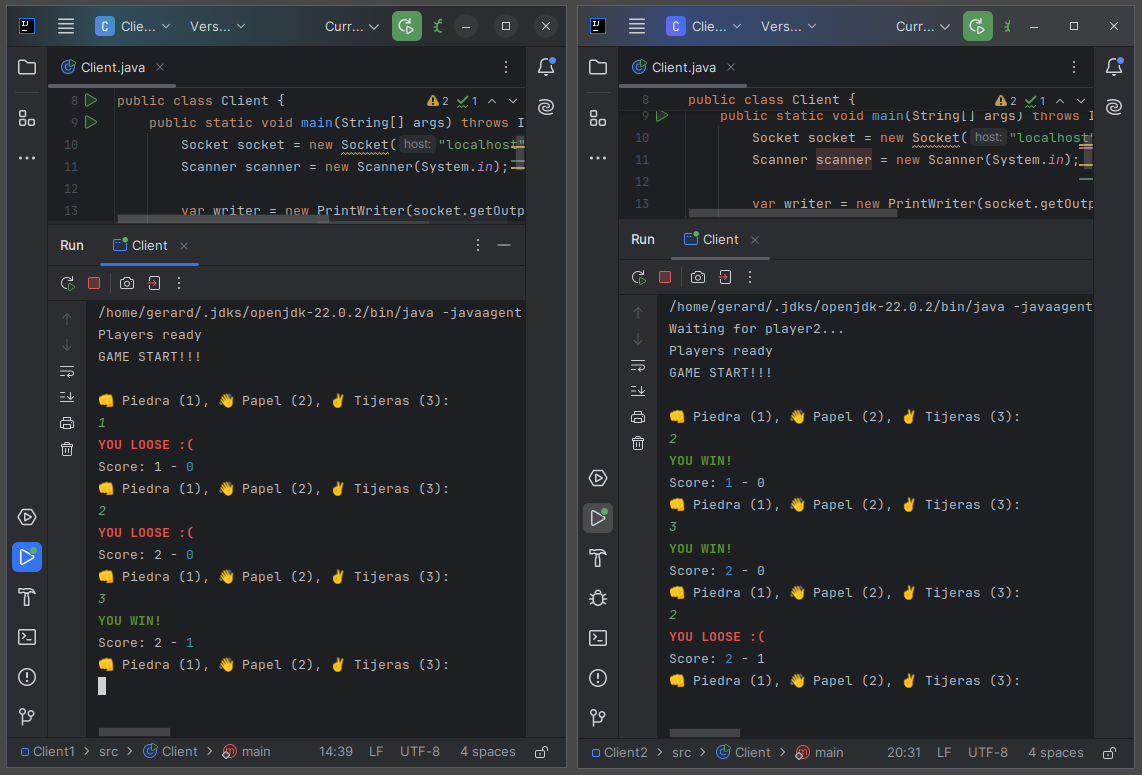 C Clie... Vers... Curr...
Client.java
8 public class Client { 2 1
9 public static void main(String[] args) throws I
10 Socket socket = new Socket( host: "localhost"
11 Scanner scanner = new Scanner(System.in);
12
13 var writer = new PrintWriter(socket.getOutp
Run Client
/home/gerard/.jdks/openjdk-22.0.2/bin/java -javaagent
Players ready
GAME START!!!
👊 Piedra (1), 👋 Papel (2), ✌ Tijeras (3):
1
YOU LOOSE :(
Score: 1 - 0
👊 Piedra (1), 👋 Papel (2), ✌ Tijeras (3):
2
YOU LOOSE :(
Score: 2 - 0
👊 Piedra (1), 👋 Papel (2), ✌ Tijeras (3):
3
YOU WIN!
Score: 2 - 1
👊 Piedra (1), 👋 Papel (2), ✌ Tijeras (3):
Client1 > src > Client > main 14:39 LF UTF-8 4 spaces
C Clie... Vers... Curr...
Client.java
8 public class Client { 2 1
9 public static void main(String[] args) throws I
10 Socket socket = new Socket( host: "localhost"
11 Scanner scanner = new Scanner(System.in);
12
13 var writer = new PrintWriter(socket.getOutp
Run Client
/home/gerard/.jdks/openjdk-22.0.2/bin/java -javaagent
Waiting for player2...
Players ready
GAME START!!!
👊 Piedra (1), 👋 Papel (2), ✌ Tijeras (3):
2
YOU WIN!
Score: 1 - 0
👊 Piedra (1), 👋 Papel (2), ✌ Tijeras (3):
3
YOU WIN!
Score: 2 - 0
👊 Piedra (1), 👋 Papel (2), ✌ Tijeras (3):
2
YOU LOOSE :(
Score: 2 - 1
👊 Piedra (1), 👋 Papel (2), ✌ Tijeras (3):
Client2 > src > Client > main 20:31 LF UTF-8 4 spaces